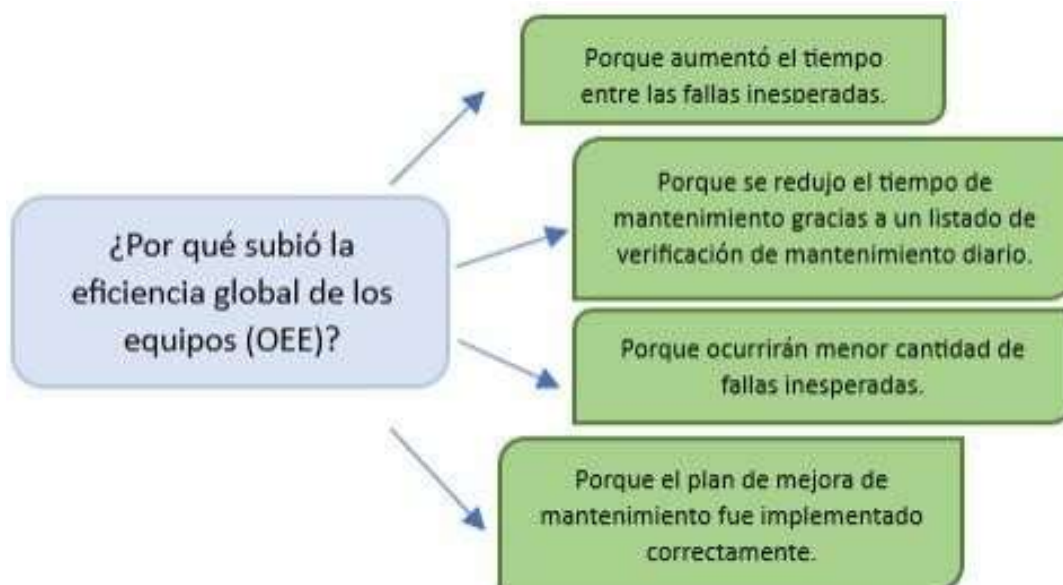 Porque aumentó el tiempo
entre las fallas inesperadas.
Porque se redujo el tiempo de
mantenimiento gracias a un listado de
verificación de mantenimiento diario.
¿Por qué subió la
eficiencia global de los
equipos (OEE)?
Porque ocurrirán menor cantidad de
fallas inesperadas.
Porque el plan de mejora de
mantenimiento fue implementado
correctamente.